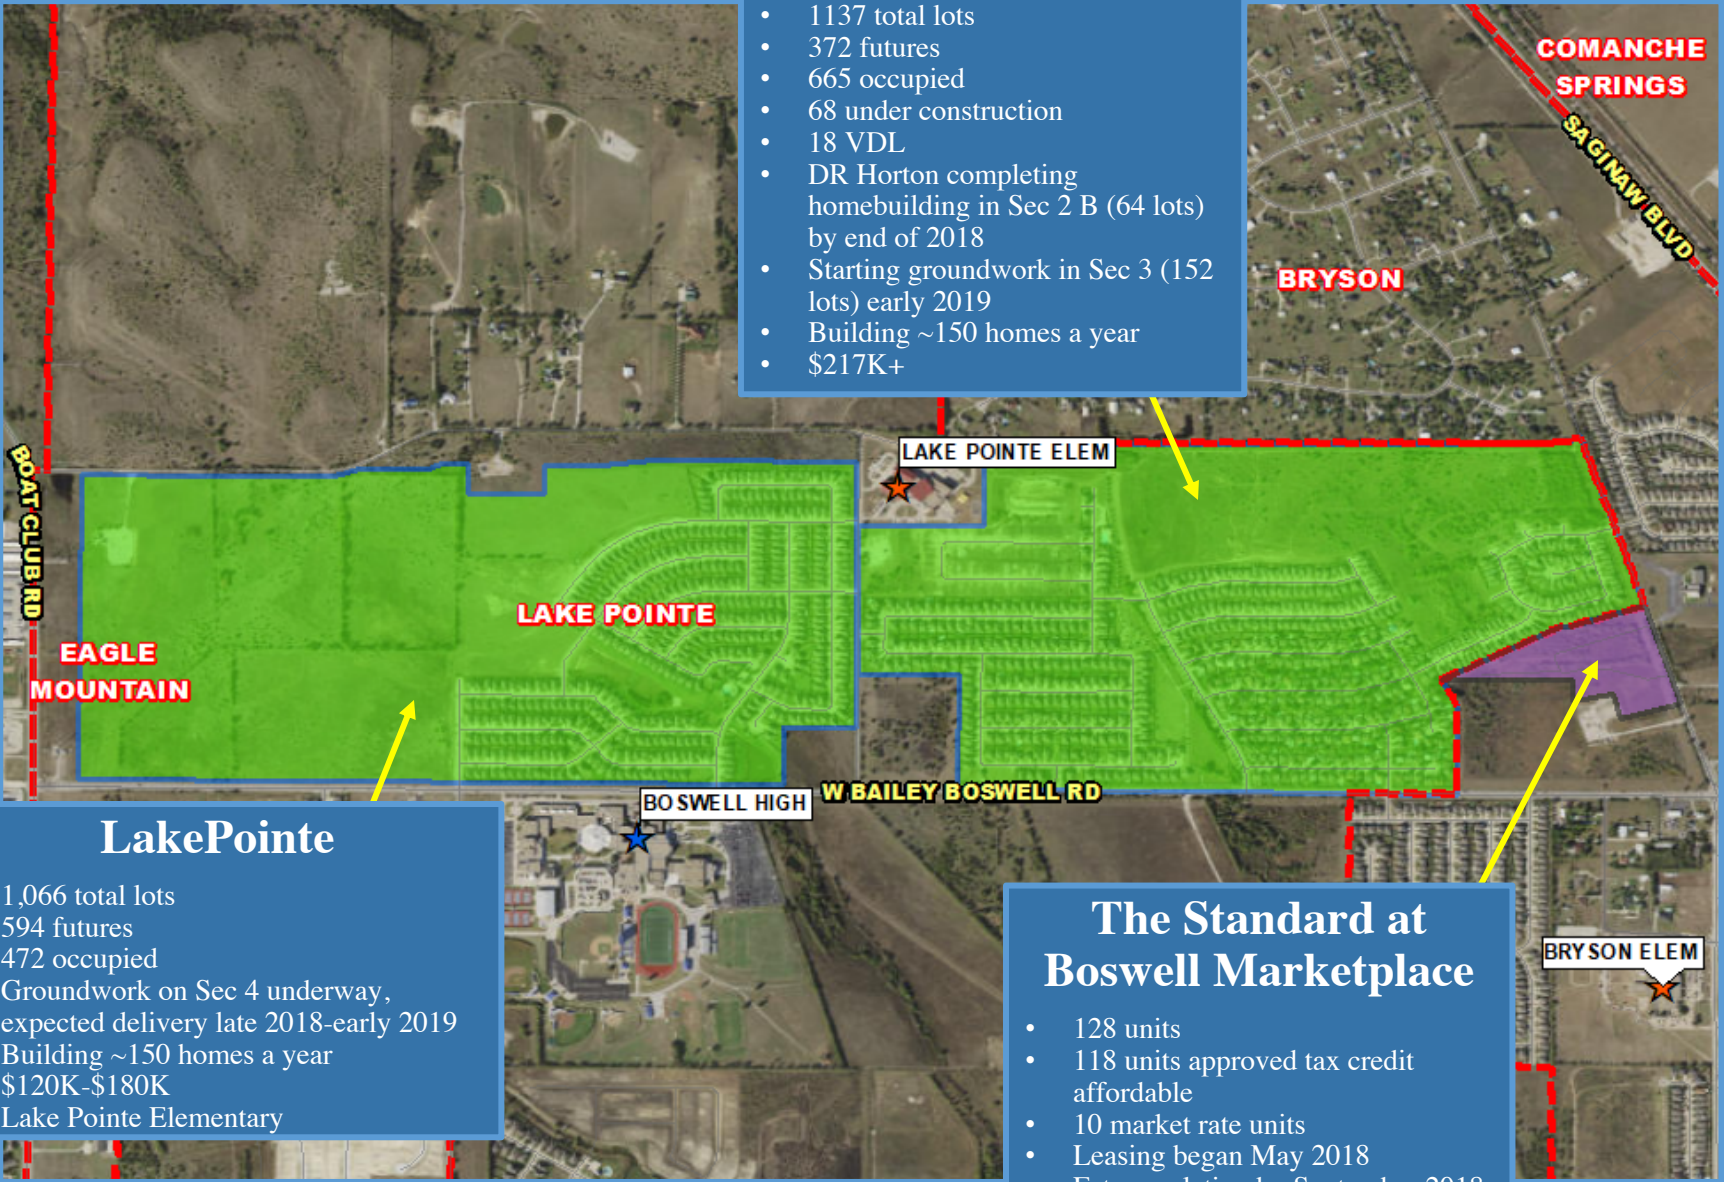 • 1137 total lots
• 372 futures
• 665 occupied
• 68 under construction
• 18 VDL
• DR Horton completing
homebuilding in Sec 2 B (64 lots)
by end of 2018
• Starting groundwork in Sec 3 (152
lots) early 2019
• Building ~150 homes a year
• $217K+
COMANCHE
SPRINGS
SAGINAW BLVD
BRYSON
LAKE POINTE ELEM
BOAT CLUB RD
LAKE POINTE
EAGLE
MOUNTAIN
W BAILEY BOSWELL RD
BOSWELL HIGH
LakePointe
1,066 total lots
594 futures
472 occupied
Groundwork on Sec 4 underway,
expected delivery late 2018-early 2019
Building ~150 homes a year
$120K-$180K
Lake Pointe Elementary
The Standard at
Boswell Marketplace
• 128 units
• 118 units approved tax credit
affordable
• 10 market rate units
• Leasing began May 2018
BRYSON ELEM